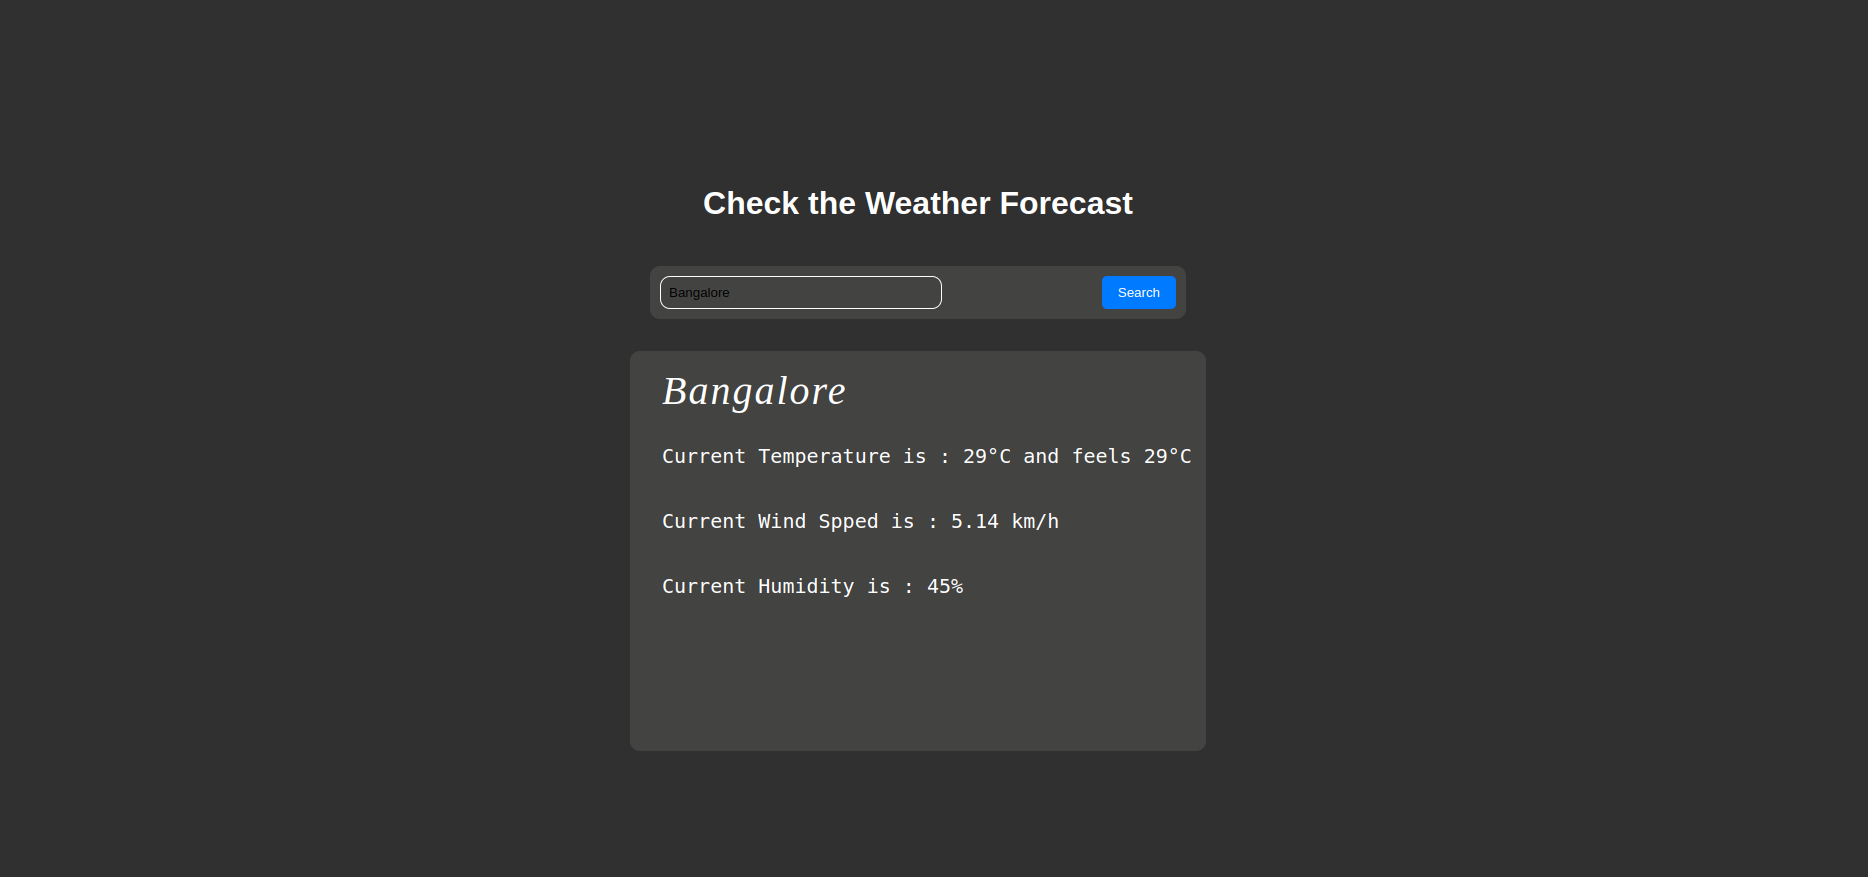 Check the Weather Forecast
Bangalore
Search
Bangalore
Current Temperature is : 29°C and feels 29°C
Current Wind Spped is : 5.14 km/h
Current Humidity is : 45%